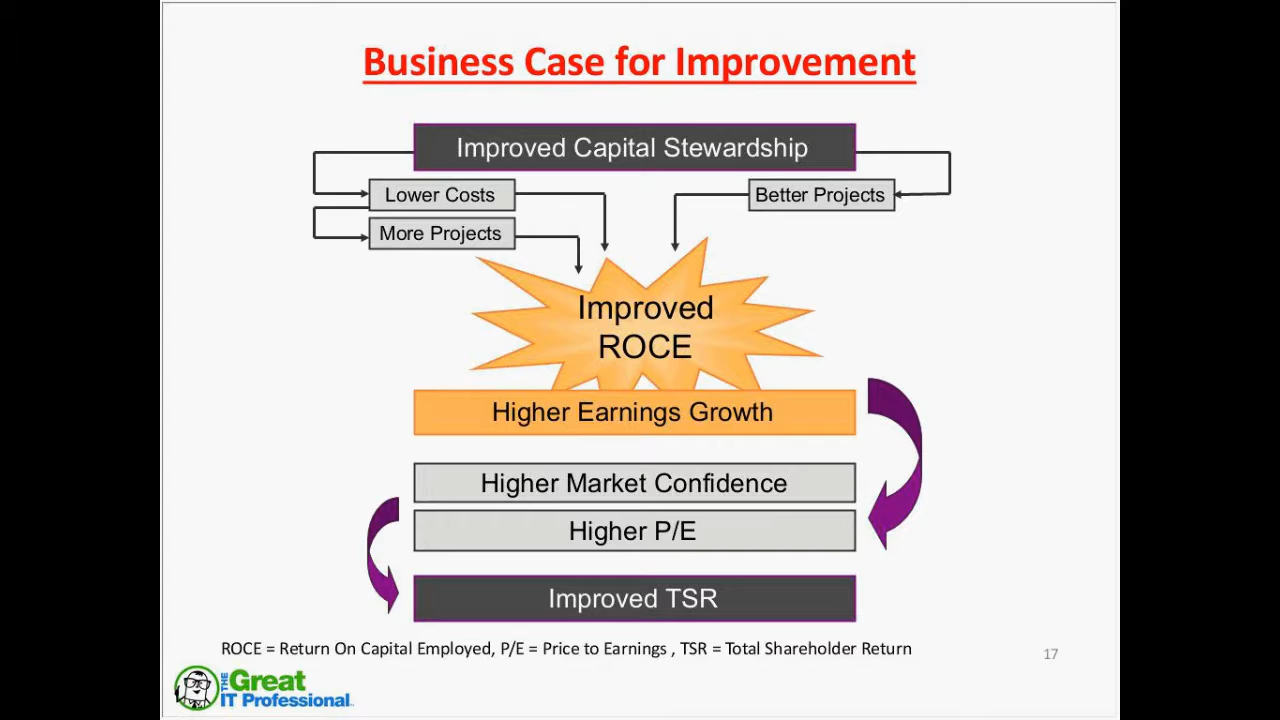 Business Case for Improvement
Improved Capital Stewardship
Lower Costs
Better Projects
More Projects
Improved
ROCE
Higher Earnings Growth
Higher Market Confidence
Higher P/E
Improved TSR
ROCE = Return On Capital Employed, P/E = Price to Earnings , TSR = Total Shareholder Return
17
THE Great
IT Professional